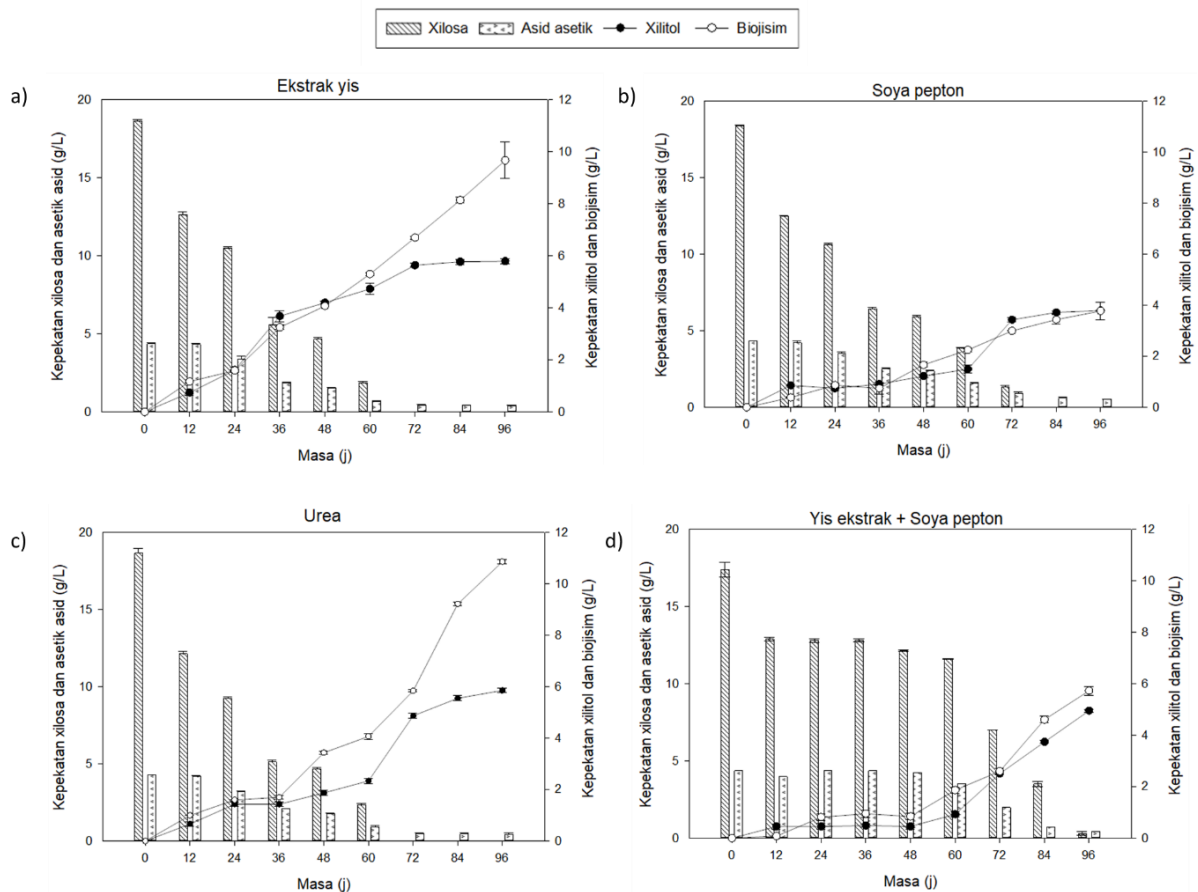 Xilosa Asid asetik Xilitol Biojisim
a)
Ekstrak yis
Kepekatan xilosa dan asetik asid (g/L)
20
15
10
5
0
12
10
8
6
4
2
0
Kepekatan xilitol dan biojisim (g/L)
0 12 24 36 48 60 72 84 96
Masa (j)
b)
Soya pepton
Kepekatan xilosa dan asetik asid (g/L)
20
15
10
5
0
12
10
8
6
4
2
0
Kepekatan xilitol dan biojisim (g/L)
0 12 24 36 48 60 72 84 96
Masa (j)
c)
Urea
Kepekatan xilosa dan asetik asid (g/L)
20
15
10
5
0
12
10
8
6
4
2
0
Kepekatan xilitol dan biojisim (g/L)
0 12 24 36 48 60 72 84 96
Masa (j)
d)
Yis ekstrak + Soya pepton
Kepekatan xilosa dan asetik asid (g/L)
20
15
10
5
0
12
10
8
6
4
2
0
Kepekatan xilitol dan biojisim (g/L)
0 12 24 36 48 60 72 84 96
Masa (j)